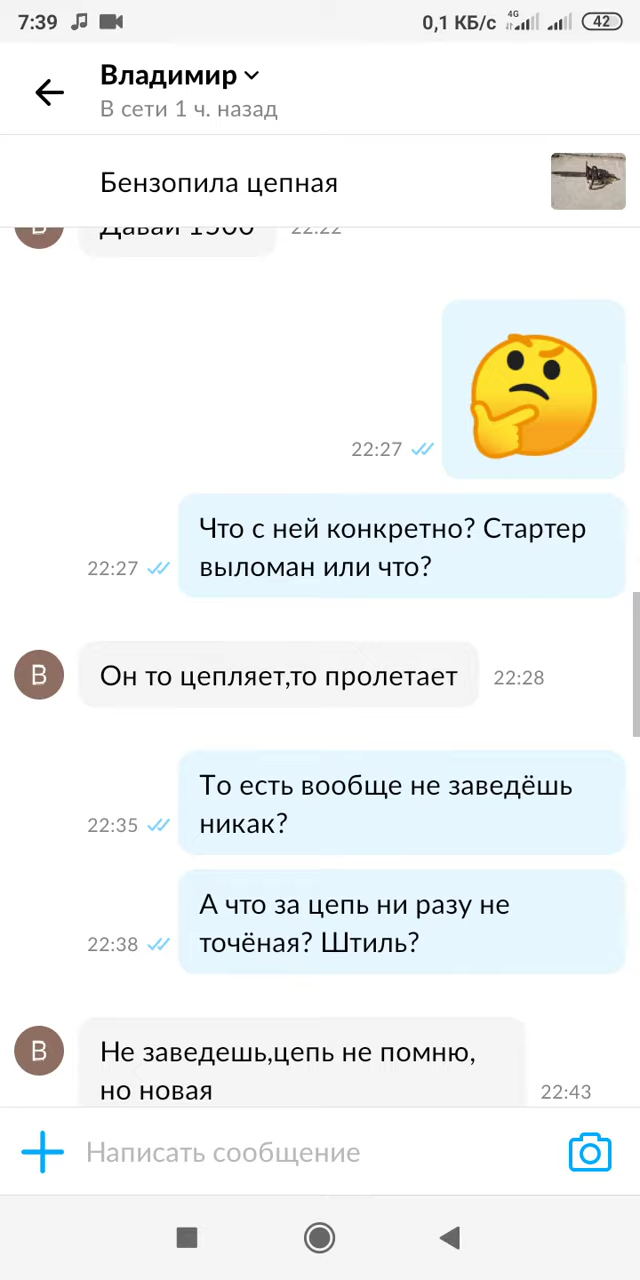 7:39
0,1 КБ/с 4G 42
Владимир
В сети 1 ч. назад
Бензопила цепная
В Давай 1500 22:22
22:27
Что с ней конкретно? Стартер
выломан или что?
22:27
В Он то цепляет,то пролетает 22:28
То есть вообще не заведёшь
никак?
22:35
А что за цепь ни разу не
точёная? Штиль?
22:38
В Не заведешь,цепь не помню,
но новая
22:43
Написать сообщение